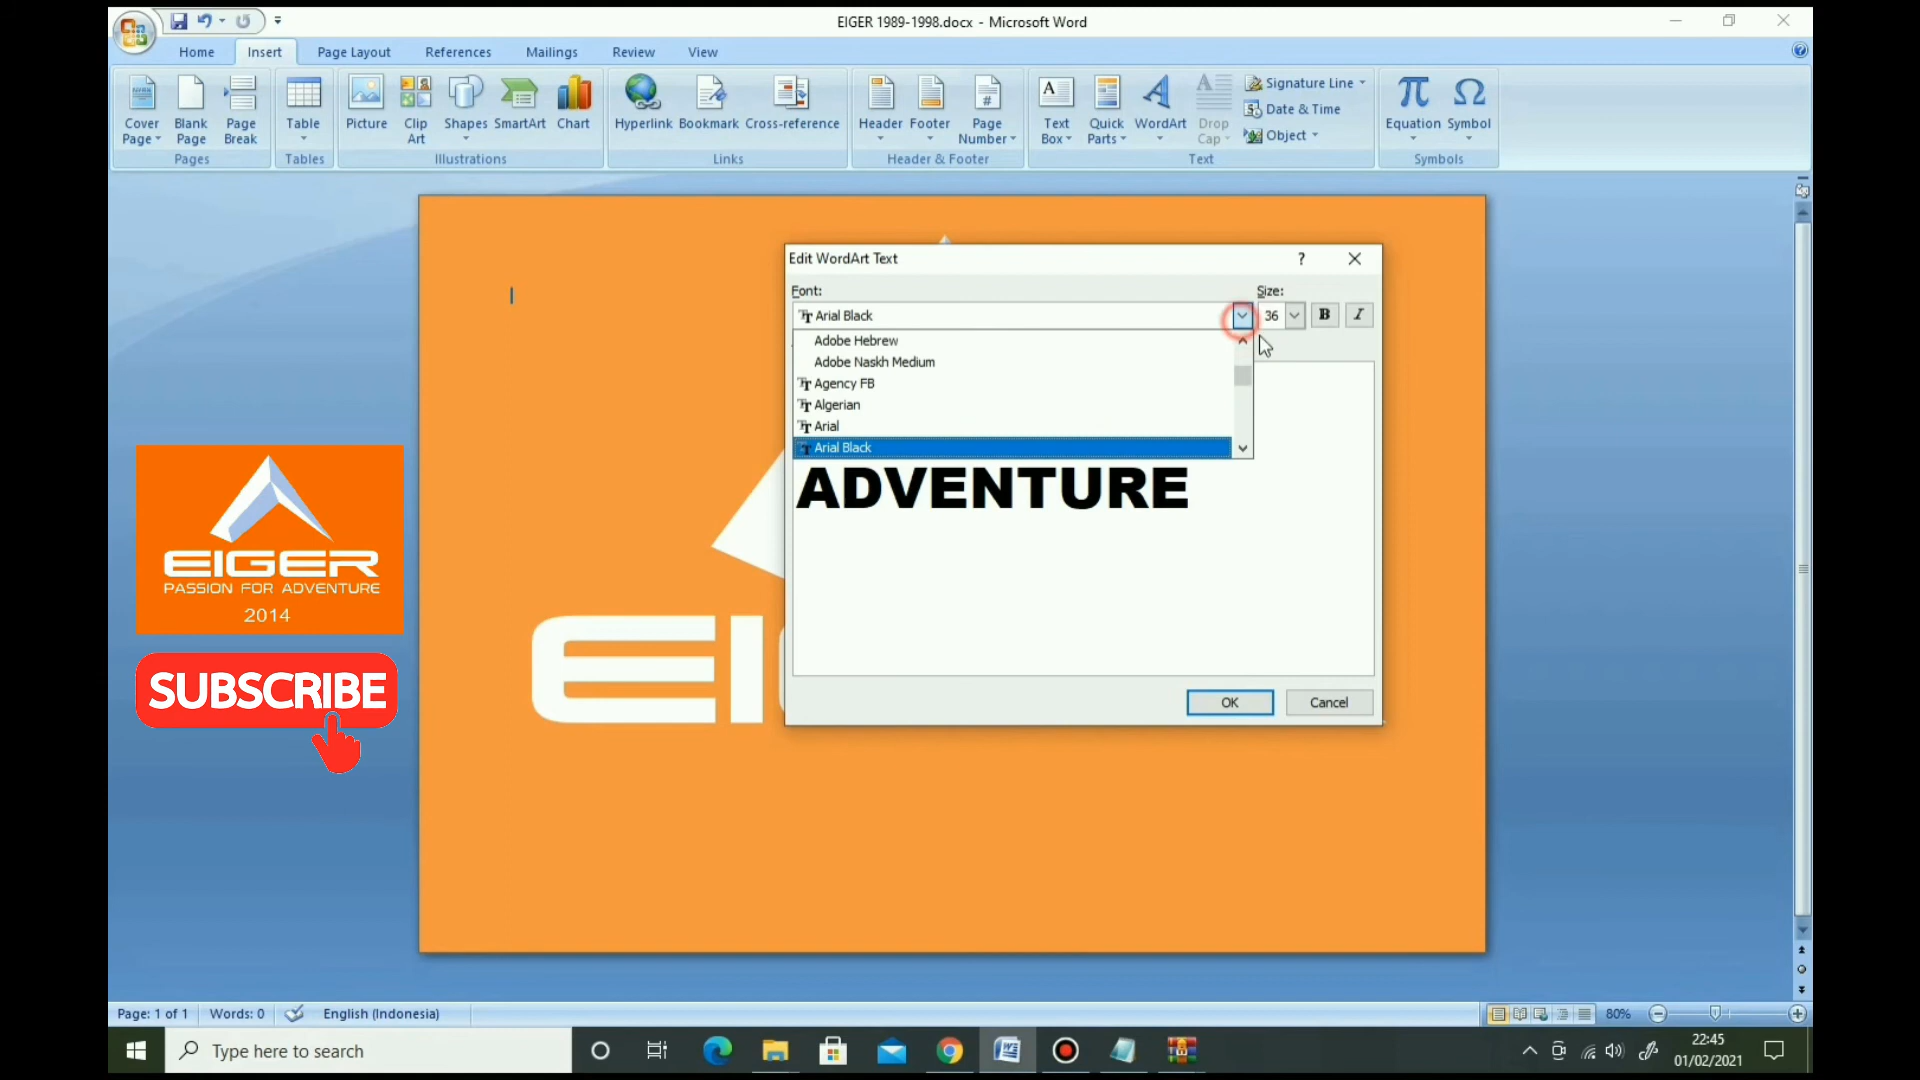 EIGER 1989-1998.docx - Microsoft Word
Home Insert Page Layout References Mailings Review View
Cover Page
Blank Page
Page Break
Table
Picture
Clip Art
Shapes
SmartArt
Chart
Hyperlink
Bookmark
Cross-reference
Header
Footer
Page Number
Text Box
Quick Parts
WordArt
Drop Cap
Signature Line
Date & Time
Object
Equation
Symbol
Pages
Tables
Illustrations
Links
Header & Footer
Text
Symbols
Edit WordArt Text
?
Font:
Size:
Arial Black
36
B
I
Adobe Hebrew
Adobe Naskh Medium
Agency FB
Algerian
Arial
Arial Black
ADVENTURE
OK
Cancel
EIGER
PASSION FOR ADVENTURE
2014
SUBSCRIBE
Page: 1 of 1
Words: 0
English (Indonesia)
80%
Type here to search
22:45
01/02/2021